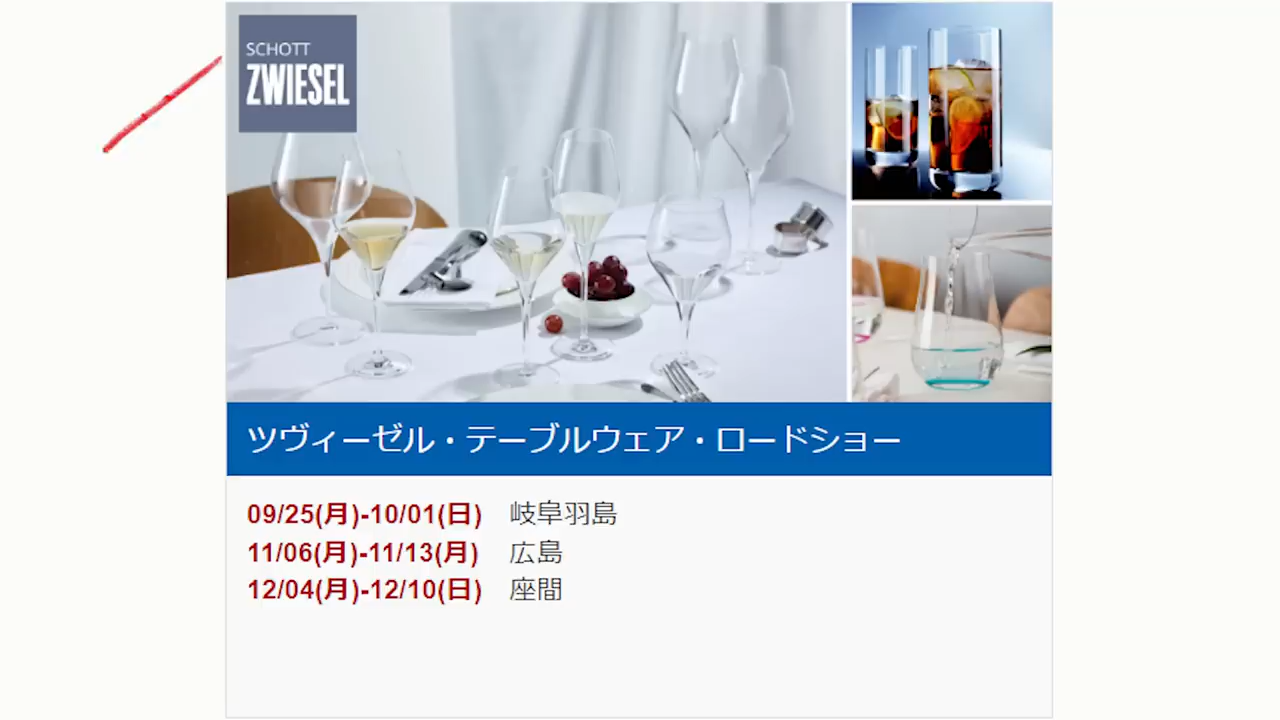 SCHOTT
ZWIESEL
ツヴィーゼル・テーブルウェア・ロードショー
09/25(月)-10/01(日) 岐阜羽島
11/06(月)-11/13(月) 広島
12/04(月)-12/10(日) 座間